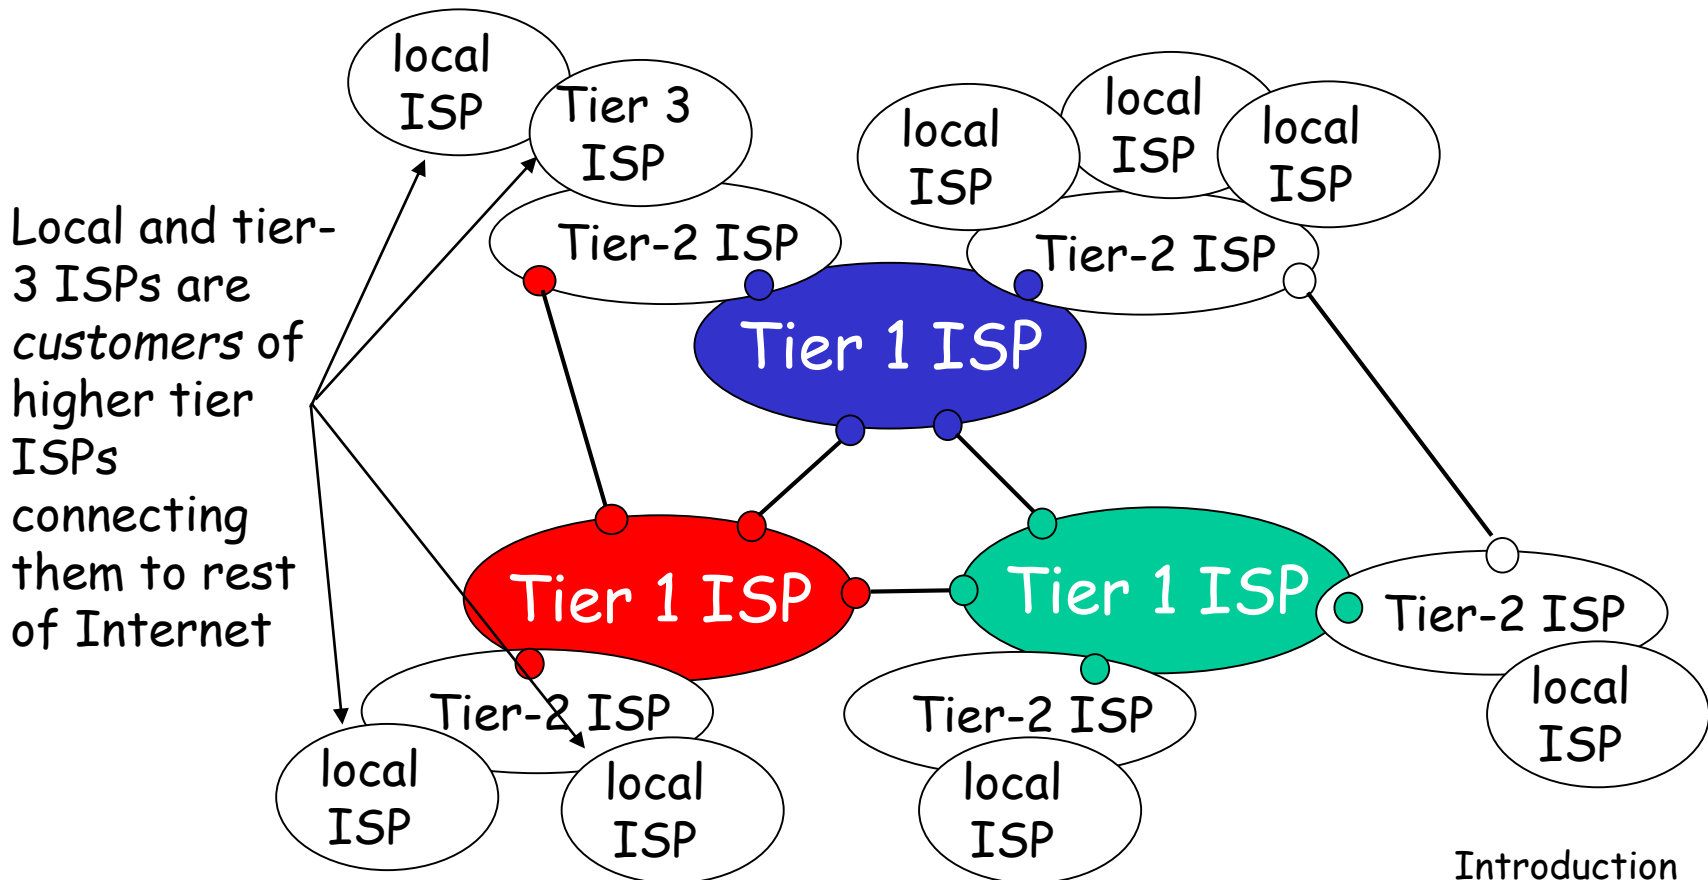 local
ISP
Tier 3
ISP
local
ISP
local
ISP
local
ISP
Local and tier-
3 ISPs are
customers of
higher tier
ISPs
connecting
them to rest
of Internet
Tier-2 ISP
Tier-2 ISP
Tier 1 ISP
Tier 1 ISP
Tier 1 ISP
Tier-2 ISP
Tier-2 ISP
Tier-2 ISP
local
ISP
local
ISP
local
ISP
local
ISP
Introduction